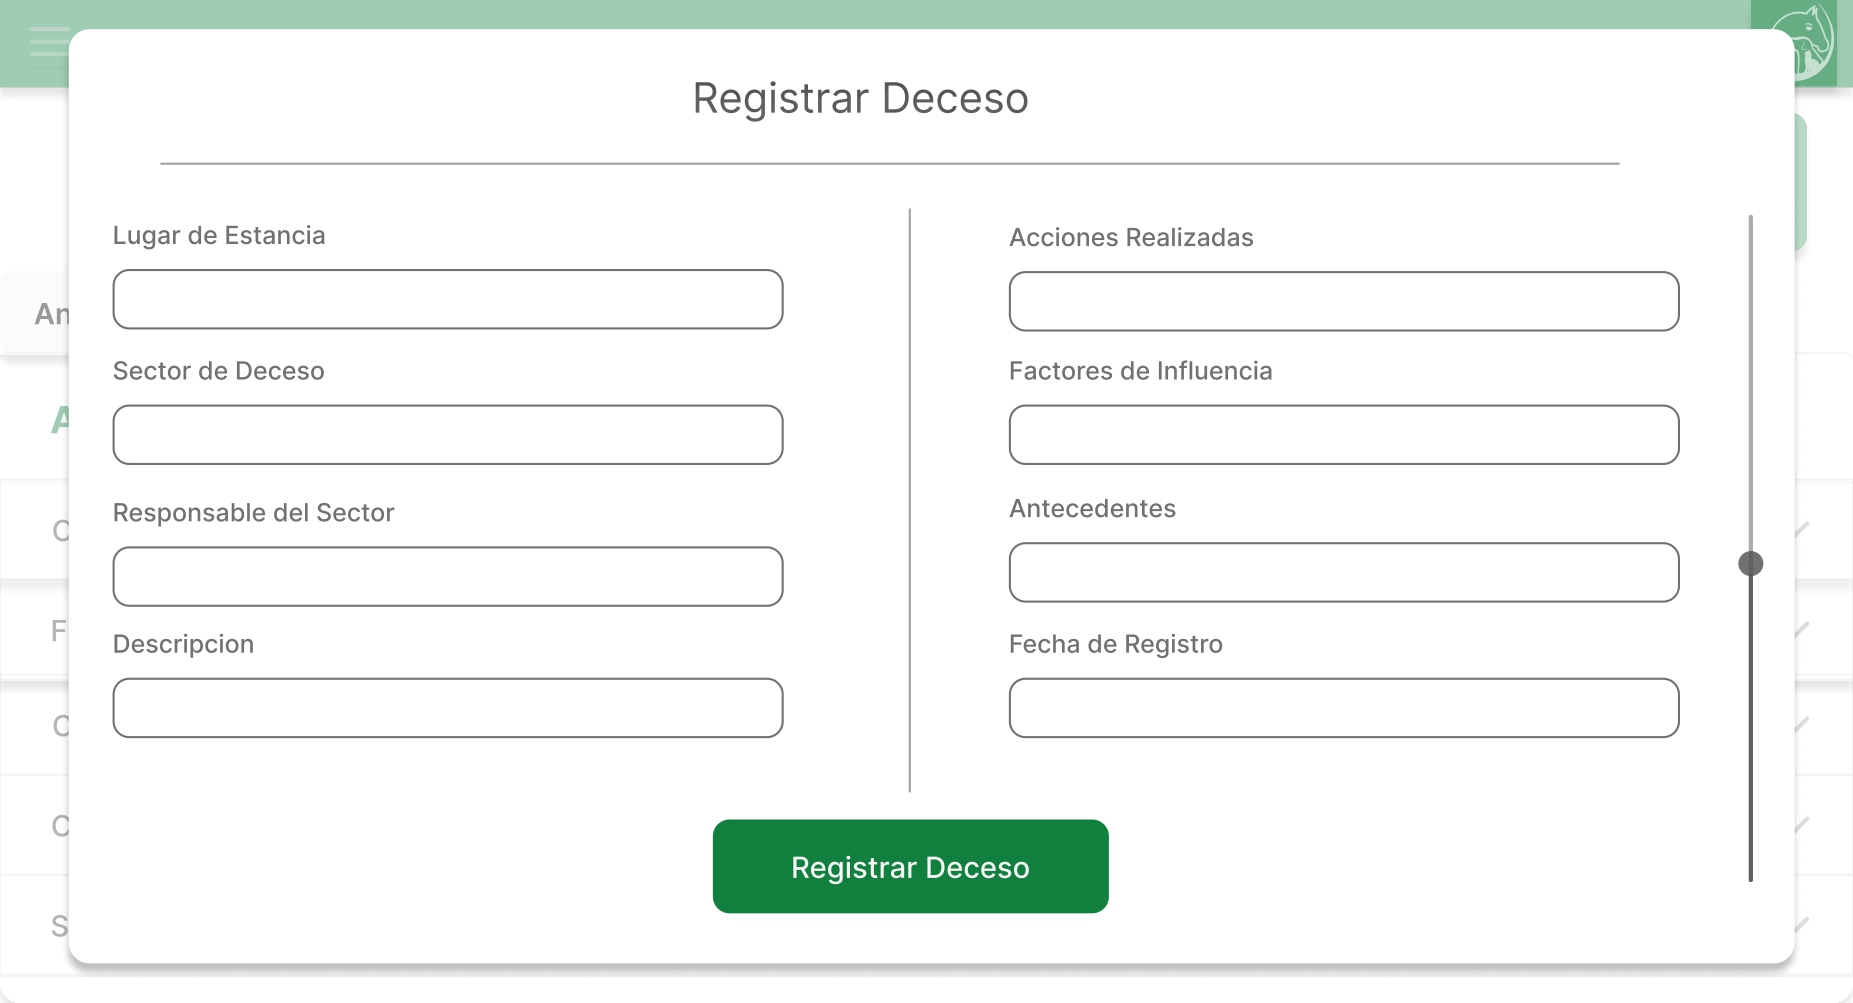 Registrar Deceso
Lugar de Estancia
Sector de Deceso
Responsable del Sector
Descripcion
Acciones Realizadas
Factores de Influencia
Antecedentes
Fecha de Registro
Registrar Deceso